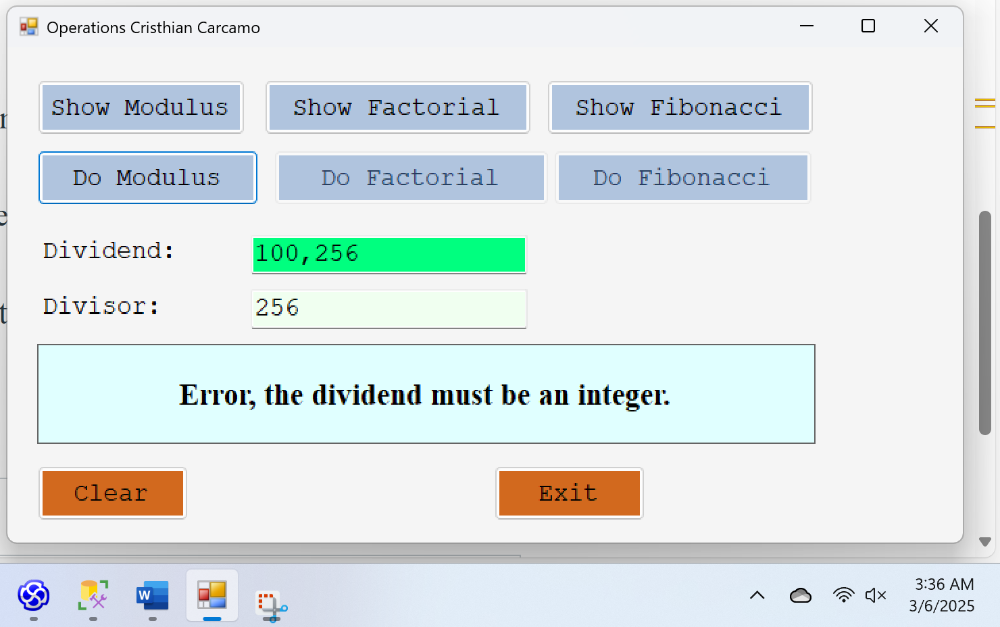 Operations Cristhian Carcamo
Show Modulus Show Factorial Show Fibonacci
Do Modulus Do Factorial Do Fibonacci
Dividend: 100,256
Divisor: 256
Error, the dividend must be an integer.
Clear Exit
W
3:36 AM
3/6/2025